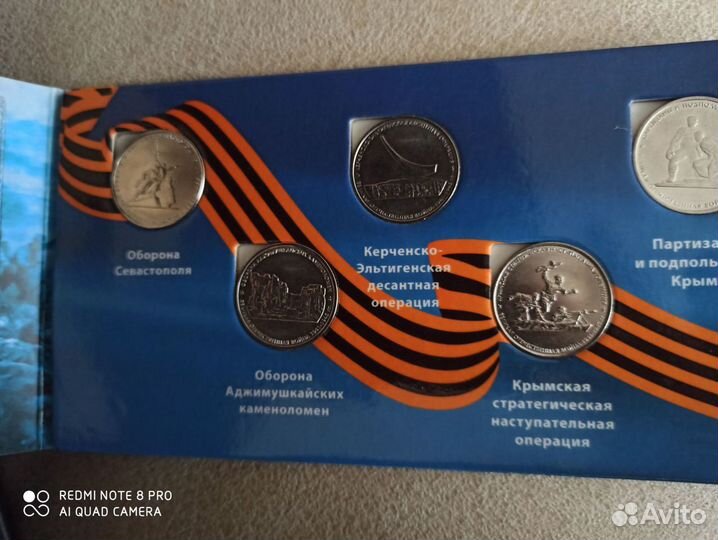 Оборона
Севастополя
Керченско-
Эльтигенская
десантная
операция
Партиза
и подполь
Крым
Оборона
Аджимушкайских
каменоломен
Крымская
стратегическая
наступательная
операция
REDMI NOTE 8 PRO
AI QUAD CAMERA
Avito